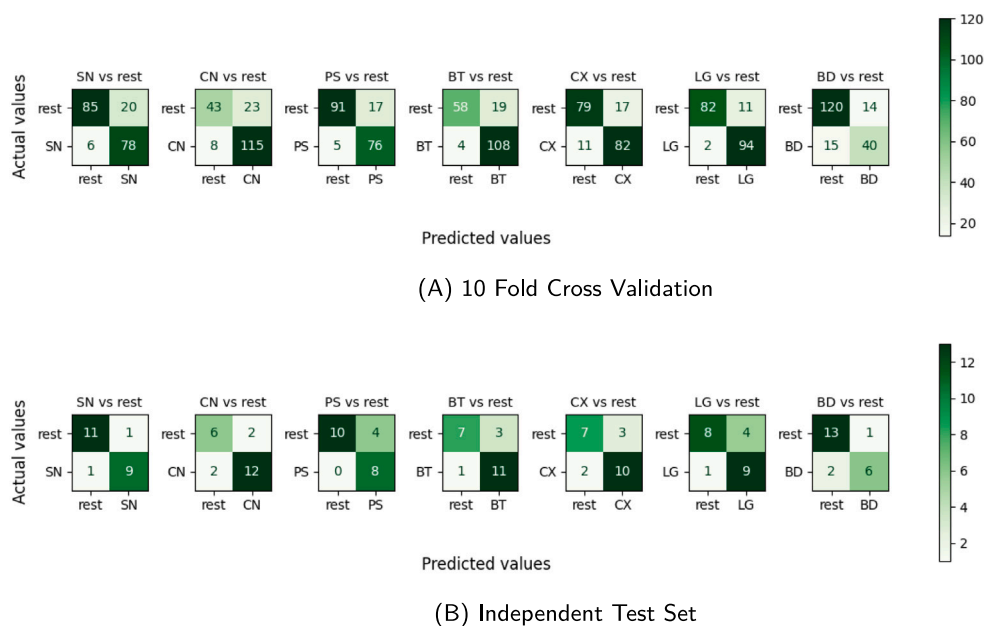 120
SN vs rest CN vs rest PS vs rest BT vs rest CX vs rest LG vs rest BD vs rest
100
rest 85 20 rest 43 23 rest 91 17 rest 58 19 rest 79 17 rest 82 11 rest 120 14
80
SN 6 78 CN 8 115 PS 5 76 BT 4 108 CX 11 82 LG 2 94 BD 15 40
60
rest SN rest CN rest PS rest BT rest CX rest LG rest BD
40
20
Actual values
Predicted values
(A) 10 Fold Cross Validation
12
SN vs rest CN vs rest PS vs rest BT vs rest CX vs rest LG vs rest BD vs rest
10
rest 11 1 rest 6 2 rest 10 4 rest 7 3 rest 7 3 rest 8 4 rest 13 1
8
SN 1 9 CN 2 12 PS 0 8 BT 1 11 CX 2 10 LG 1 9 BD 2 6
6
rest SN rest CN rest PS rest BT rest CX rest LG rest BD
4
2
Actual values
Predicted values
(B) Independent Test Set